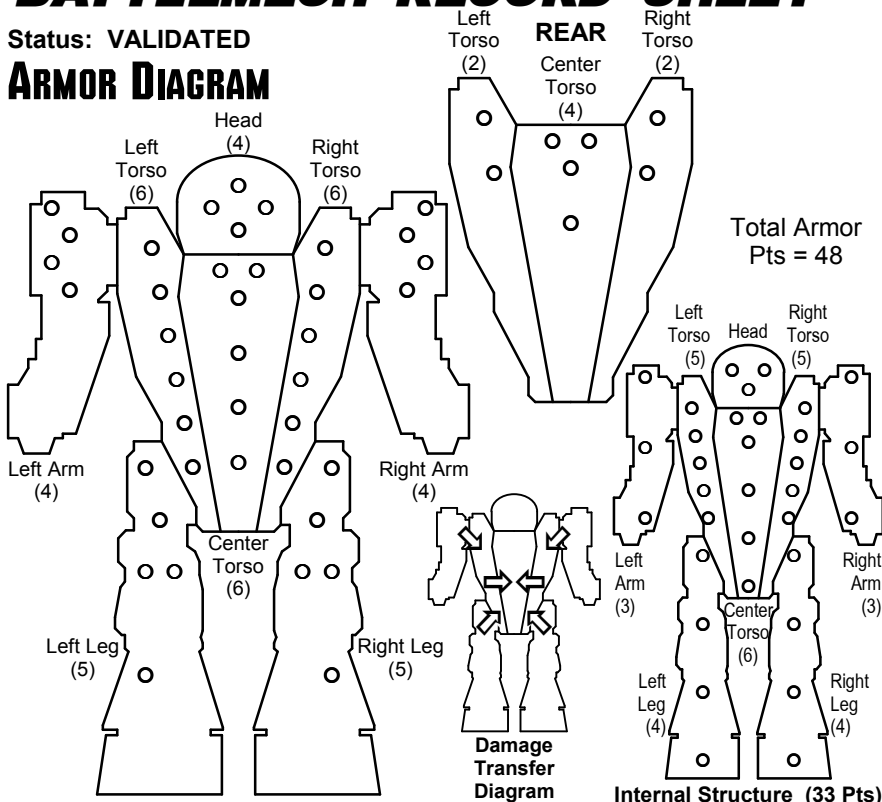 BATTLEMECH RECORD SHEET
Status: VALIDATED
ARMOR DIAGRAM
Head
(4)
Left
Torso
(6)
Right
Torso
(6)
Left Arm
(4)
Right Arm
(4)
Center
Torso
(6)
Left Leg
(5)
Right Leg
(5)
REAR
Left
Torso
(2)
Center
Torso
(4)
Right
Torso
(2)
Total Armor
Pts = 48
Damage
Transfer
Diagram
Left
Torso
(5)
Head
Right
Torso
(5)
Left
Arm
(3)
Right
Arm
(3)
Center
Torso
(6)
Left
Leg
(4)
Right
Leg
(4)
Internal Structure (33 Pts)